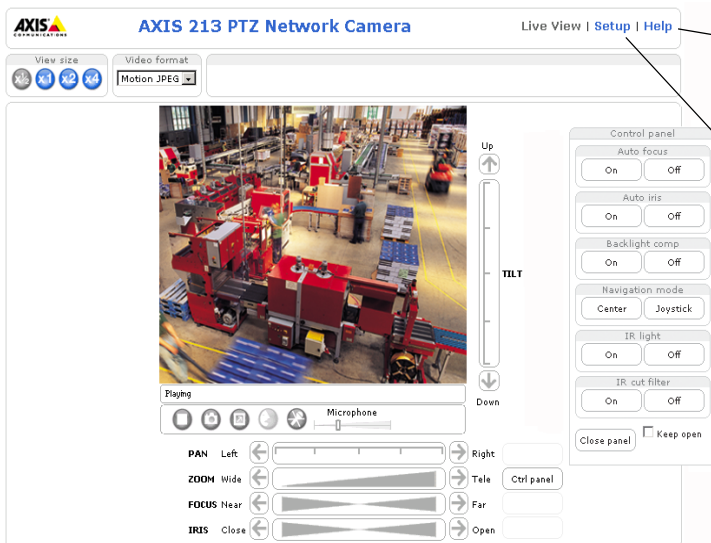 AXIS
COMMUNICATIONS
AXIS 213 PTZ Network Camera
Live View | Setup | Help
View size
x½ x1 x2 x4
Video format
Motion JPEG
Control panel
Auto focus
On Off
Auto iris
On Off
Backlight comp
On Off
Navigation mode
Center Joystick
IR light
On Off
IR cut filter
On Off
Close panel Keep open
Up
TILT
Down
Playing
Microphone
PAN Left Right
ZOOM Wide Tele Ctrl panel
FOCUS Near Far
IRIS Close Open